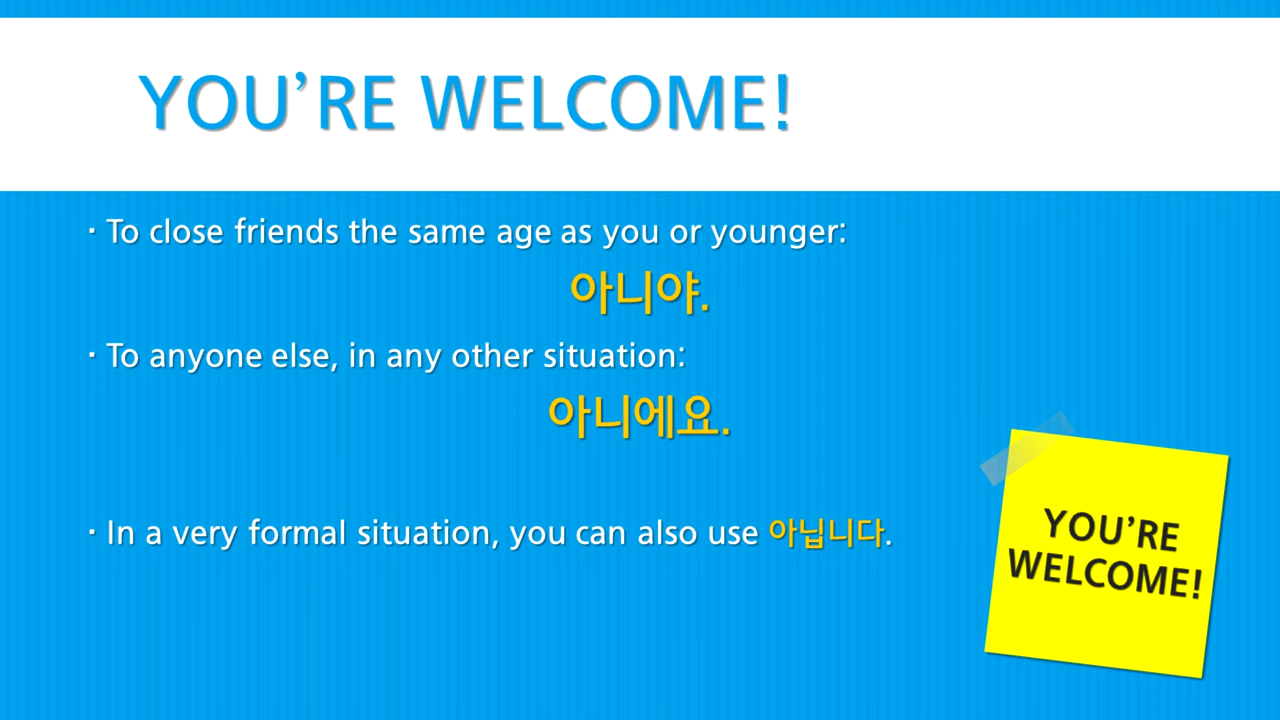 YOU’RE WELCOME!
· To close friends the same age as you or younger:
아니야.
· To anyone else, in any other situation:
아니에요.
· In a very formal situation, you can also use 아닙니다.
YOU’RE
WELCOME!